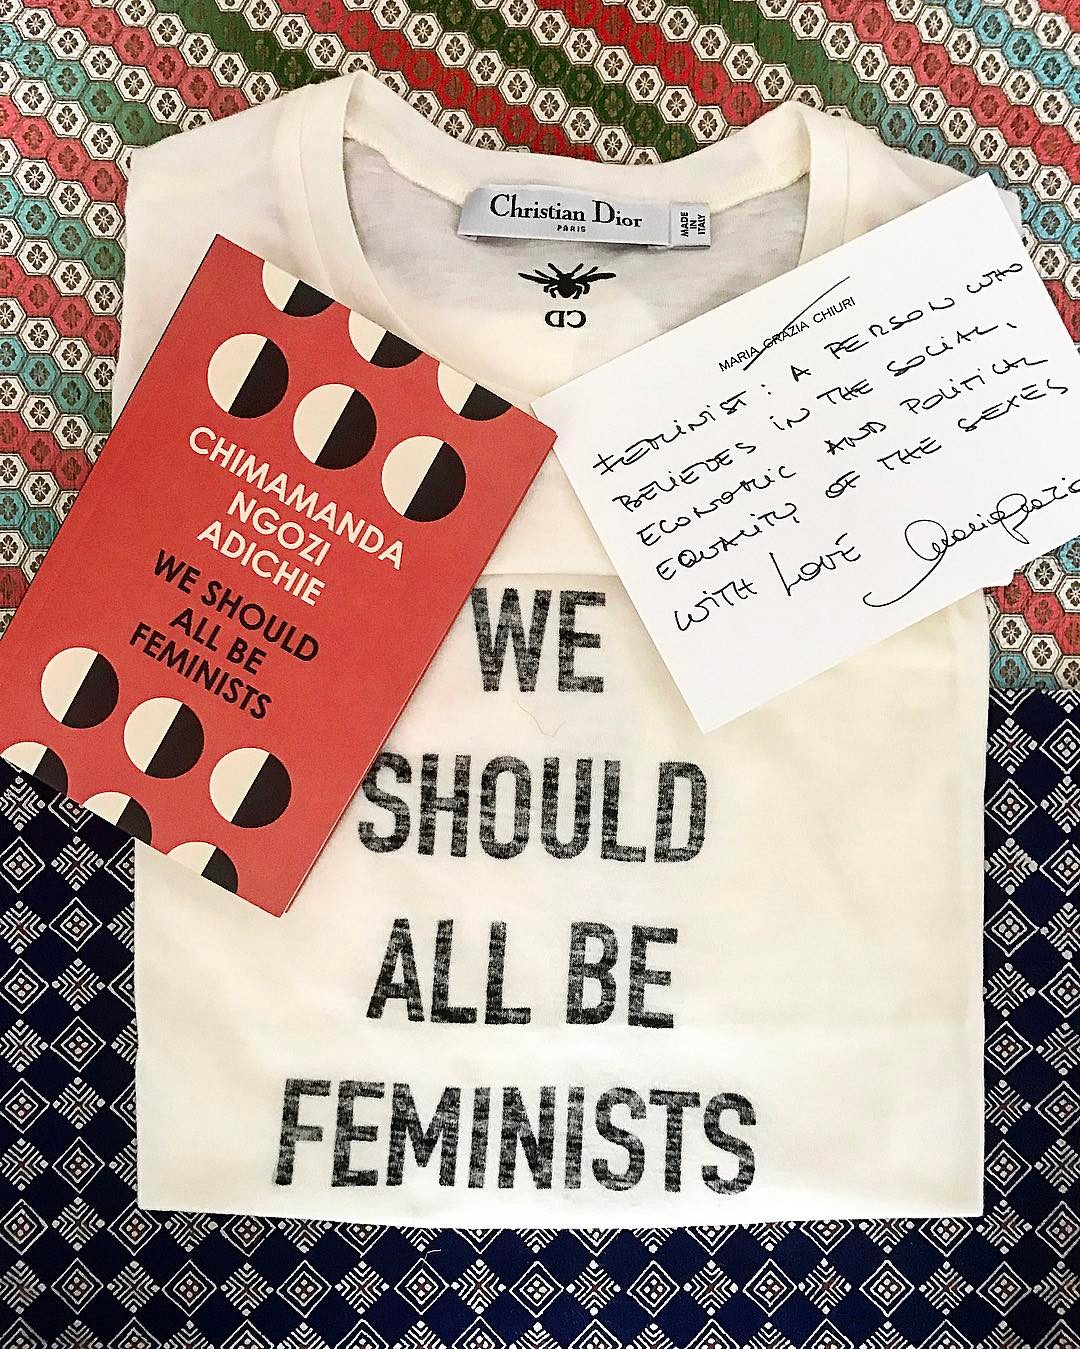 Christian Dior
PARIS
MADE
IN
ITALY
CD
CHIMAMANDA
NGOZI
ADICHIE
WE SHOULD
ALL BE
FEMINISTS
MARIA GRAZIA CHIURI
FEMINIST: A PERSON WHO
BELIEVES IN THE SOCIAL,
ECONOMIC AND POLITICAL
EQUALITY OF THE SEXES
WITH LOVE Mariagrazia
WE
SHOULD
ALL BE
FEMINISTS